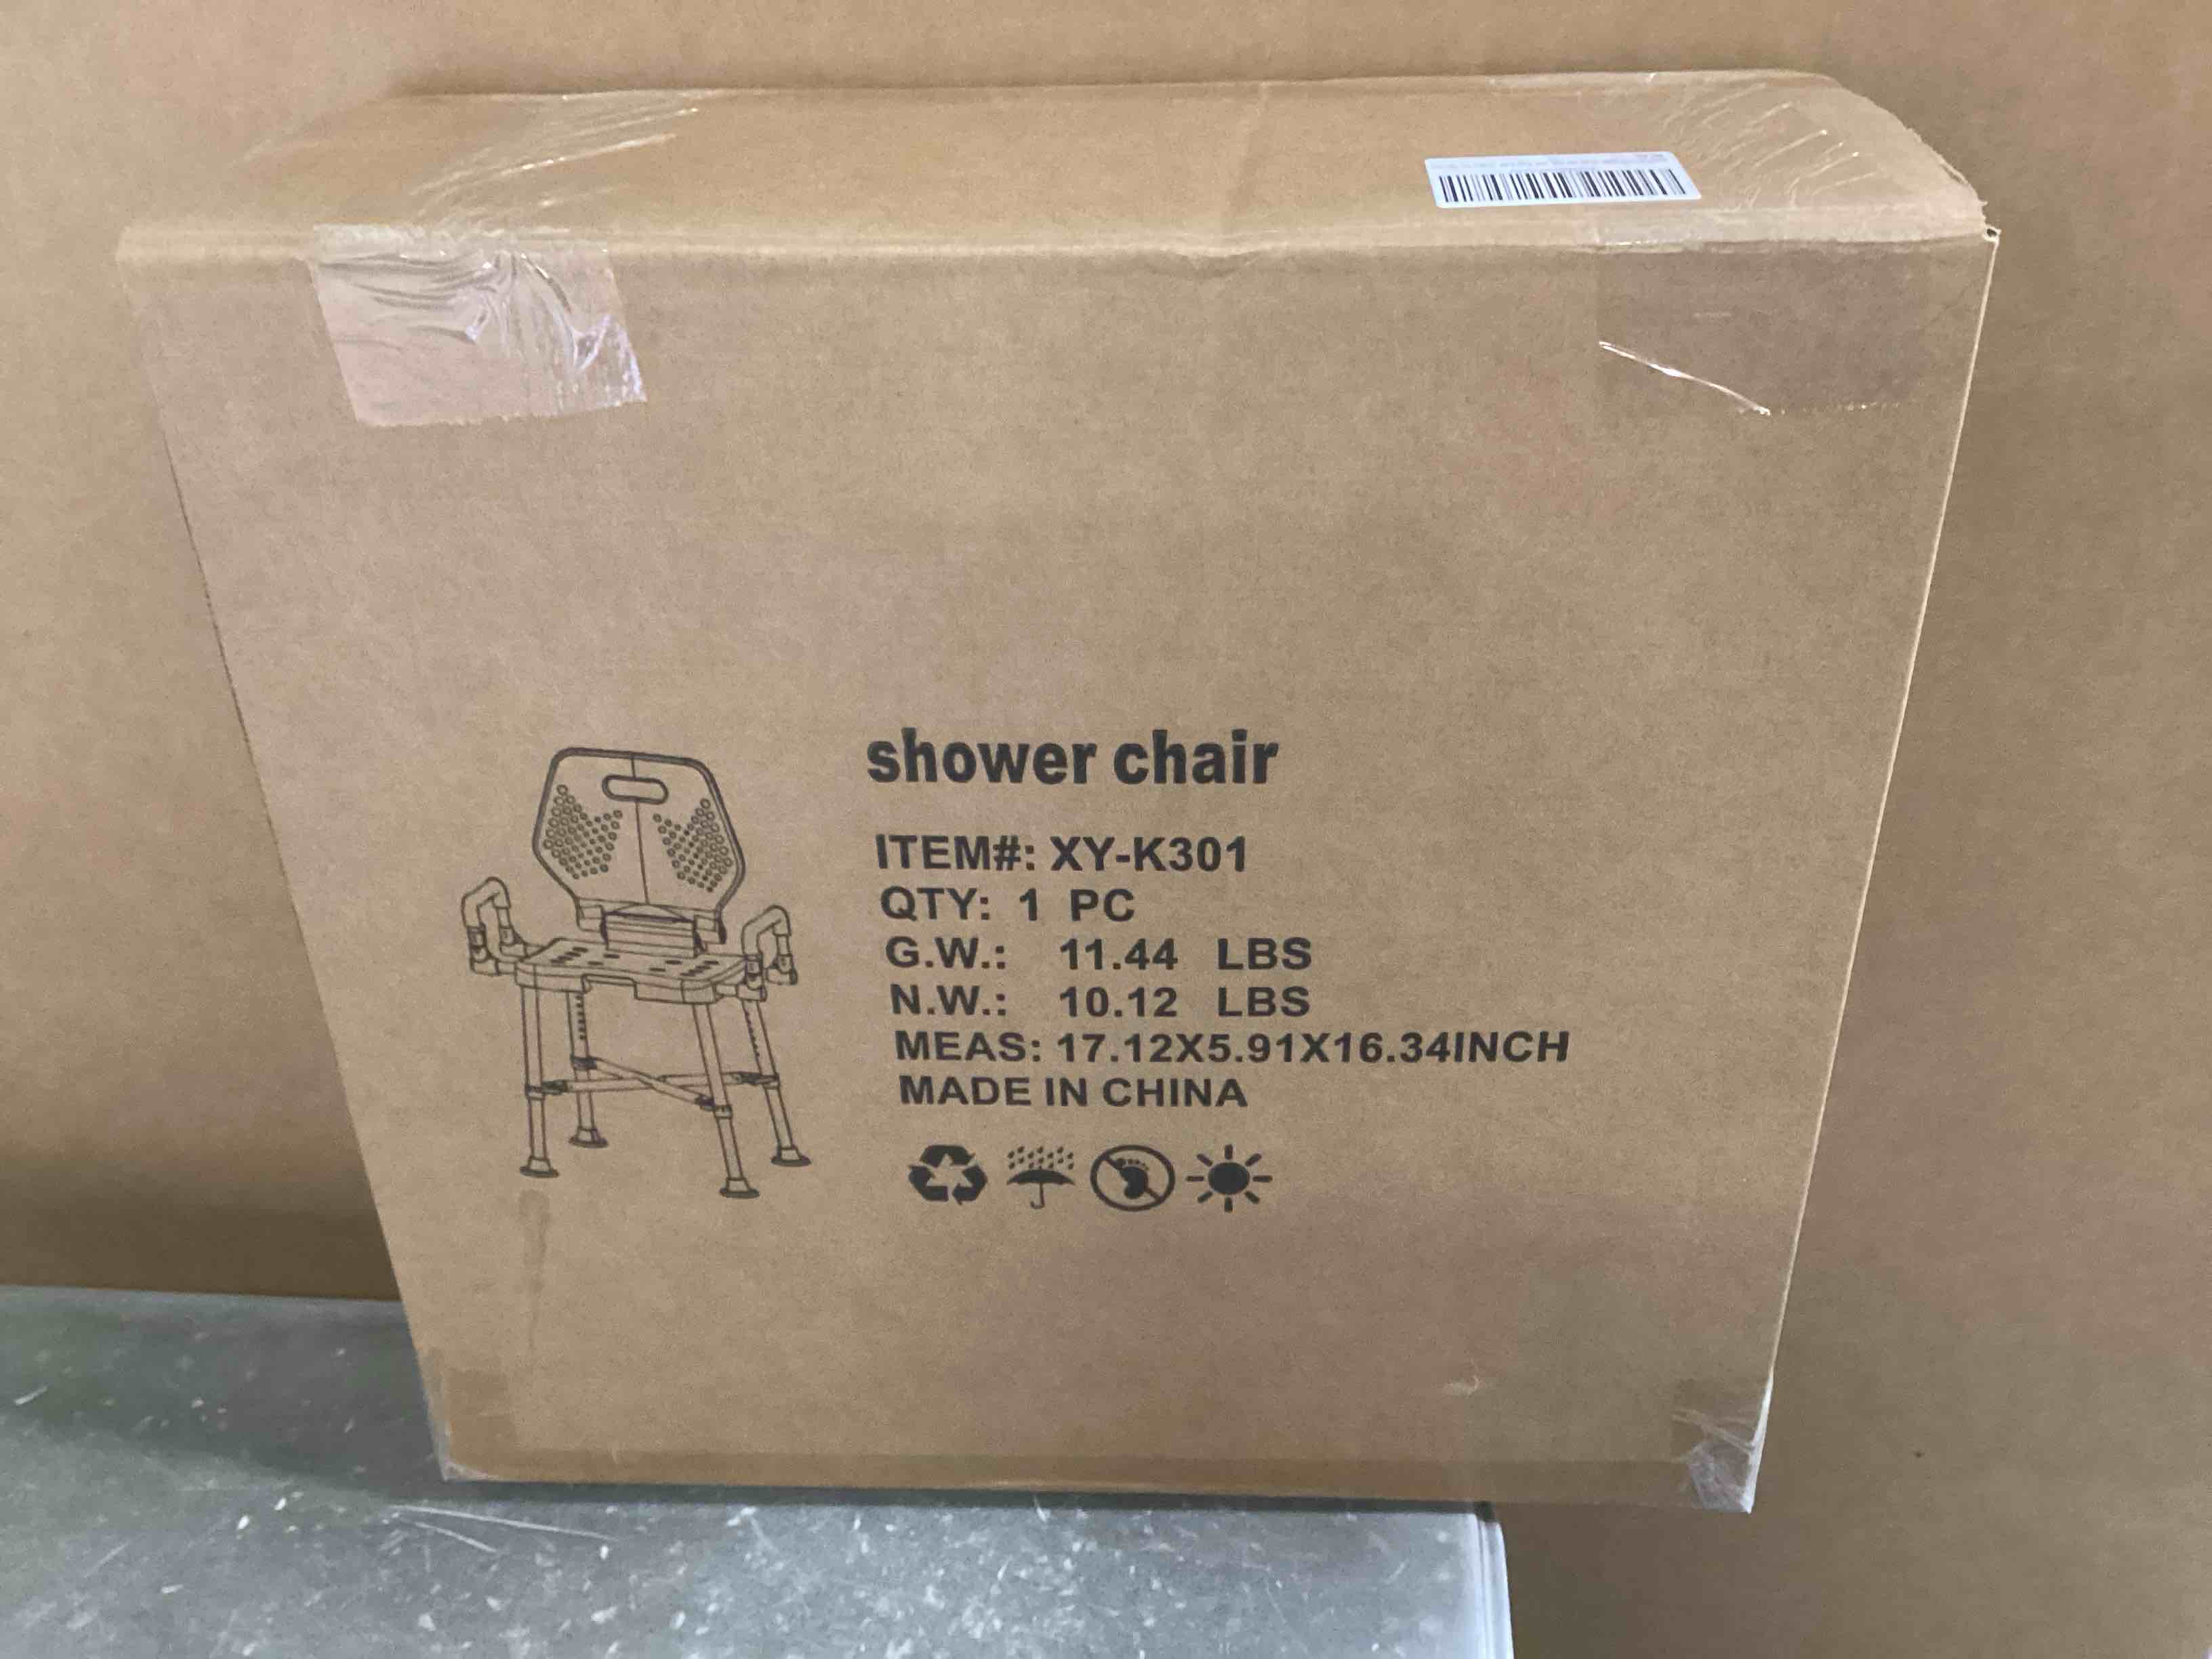 shower chair
ITEM#: XY-K301
QTY: 1 PC
G.W.: 11.44 LBS
N.W.: 10.12 LBS
MEAS: 17.12X5.91X16.34INCH
MADE IN CHINA